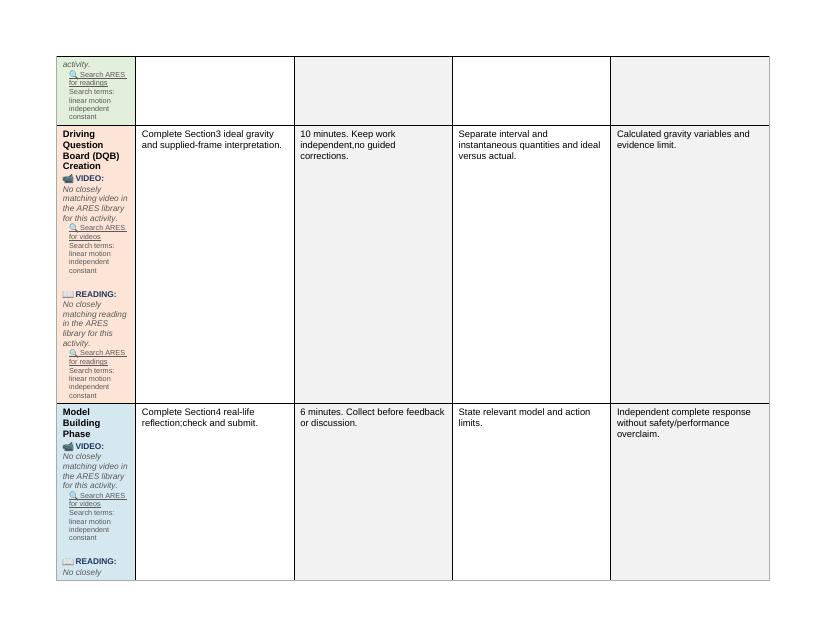 activity.
🔍 Search ARES
for readings
Search terms:
linear motion
independent
constant
Driving
Question
Board (DQB)
Creation
📹 VIDEO:
No closely
matching video in
the ARES library
for this activity.
🔍 Search ARES
for videos
Search terms:
linear motion
independent
constant
📖 READING:
No closely
matching reading
in the ARES
library for this
activity.
🔍 Search ARES
for readings
Search terms:
linear motion
independent
constant
Complete Section3 ideal gravity
and supplied-frame interpretation.
10 minutes. Keep work
independent,no guided
corrections.
Separate interval and
instantaneous quantities and ideal
versus actual.
Calculated gravity variables and
evidence limit.
Model
Building
Phase
📹 VIDEO:
No closely
matching video in
the ARES library
for this activity.
🔍 Search ARES
for videos
Search terms:
linear motion
independent
constant
📖 READING:
No closely
Complete Section4 real-life
reflection;check and submit.
6 minutes. Collect before feedback
or discussion.
State relevant model and action
limits.
Independent complete response
without safety/performance
overclaim.